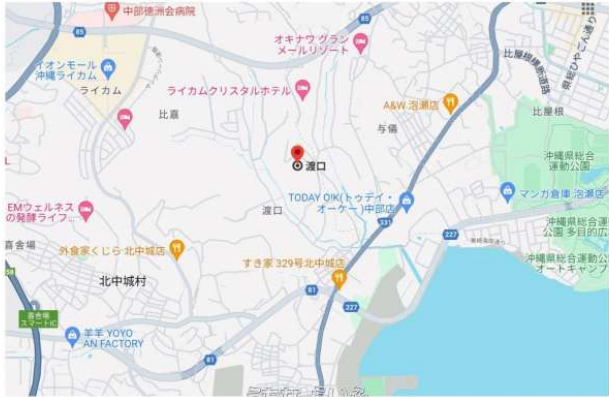 中部徳洲会病院
85
オキナワ グラン
メールリゾート
85
イオンモール
沖縄ライカム
ライカム
ライカムクリスタルホテル
比嘉
A&W 泡瀬店
比屋根
与儀
渡口
沖縄県総合
運動公園
EMウェルネス
の発酵ライフ...
渡口
TODAY O!K(トゥデイ・
オーケー)中部店
マンガ倉庫 泡瀬店
331
227
沖縄県総合運
公園 多目的広
喜舎場
外食家くじら 北中城店
すき家 329号北中城店
沖縄県総合運
オートキャンプ
北中城村
58
81
227
喜舎場
スマートIC
羊羊 YOYO
AN FACTORY
81